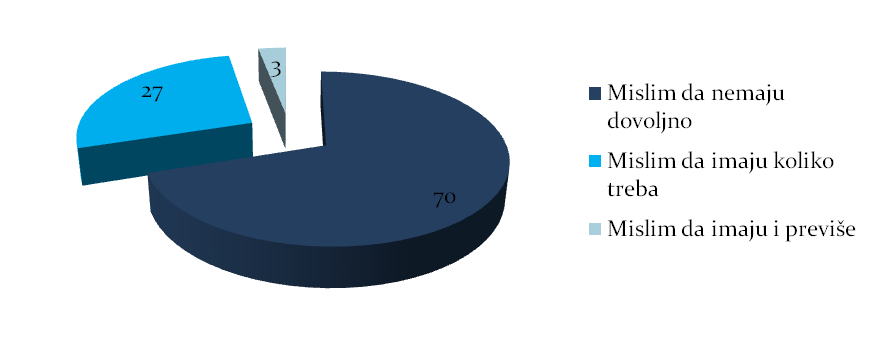 3
27
70
Mislim da nemaju
dovoljno
Mislim da imaju koliko
treba
Mislim da imaju i previše